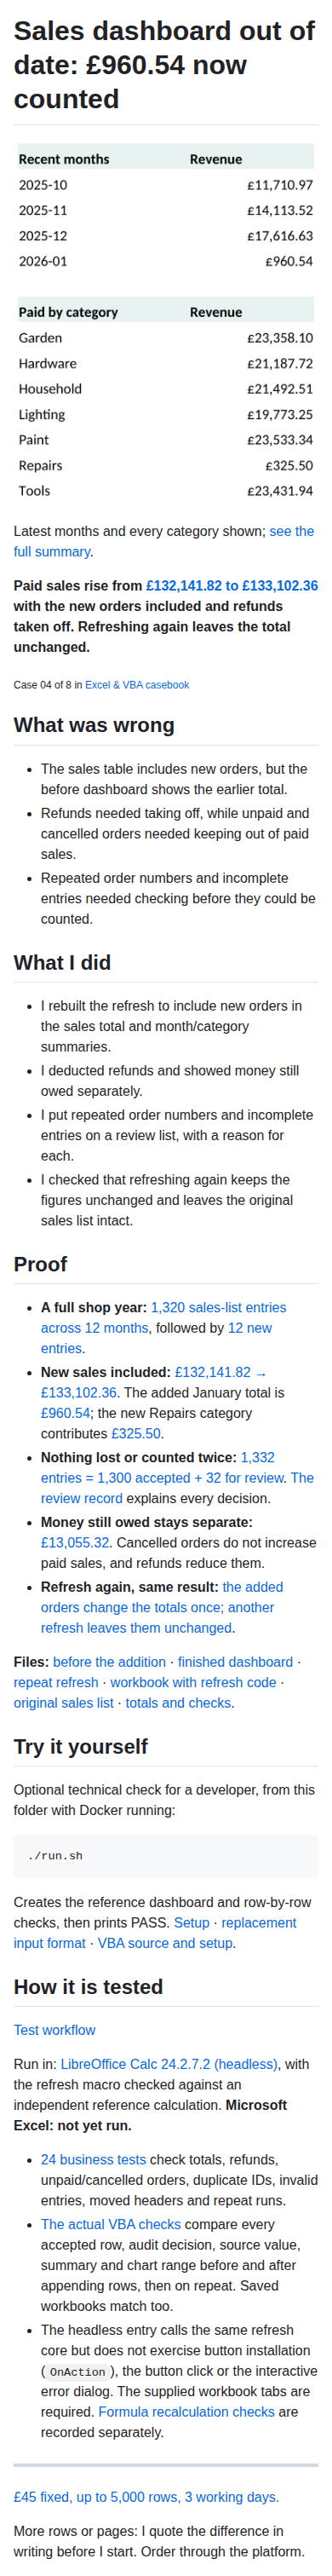 Sales dashboard out of
date: £960.54 now
counted
Recent months Revenue
2025-10 £11,710.97
2025-11 £14,113.52
2025-12 £17,616.63
2026-01 £960.54
Paid by category Revenue
Garden £23,358.10
Hardware £21,187.72
Household £21,492.51
Lighting £19,773.25
Paint £23,533.34
Repairs £325.50
Tools £23,431.94
Latest months and every category shown; see the
full summary.
Paid sales rise from £132,141.82 to £133,102.36
with the new orders included and refunds
taken off. Refreshing again leaves the total
unchanged.
Case 04 of 8 in Excel & VBA casebook
What was wrong
• The sales table includes new orders, but the
before dashboard shows the earlier total.
• Refunds needed taking off, while unpaid and
cancelled orders needed keeping out of paid
sales.
• Repeated order numbers and incomplete
entries needed checking before they could be
counted.
What I did
• I rebuilt the refresh to include new orders in
the sales total and month/category
summaries.
• I deducted refunds and showed money still
owed separately.
• I put repeated order numbers and incomplete
entries on a review list, with a reason for
each.
• I checked that refreshing again keeps the
figures unchanged and leaves the original
sales list intact.
Proof
• A full shop year: 1,320 sales-list entries
across 12 months, followed by 12 new
entries.
• New sales included: £132,141.82 →
£133,102.36. The added January total is
£960.54; the new Repairs category
contributes £325.50.
• Nothing lost or counted twice: 1,332
entries = 1,300 accepted + 32 for review. The
review record explains every decision.
• Money still owed stays separate:
£13,055.32. Cancelled orders do not increase
paid sales, and refunds reduce them.
• Refresh again, same result: the added
orders change the totals once; another
refresh leaves them unchanged.
Files: before the addition · finished dashboard ·
repeat refresh · workbook with refresh code ·
original sales list · totals and checks.
Try it yourself
Optional technical check for a developer, from this
folder with Docker running:
./run.sh
Creates the reference dashboard and row-by-row
checks, then prints PASS. Setup · replacement
input format · VBA source and setup.
How it is tested
Test workflow
Run in: LibreOffice Calc 24.2.7.2 (headless), with
the refresh macro checked against an
independent reference calculation. Microsoft
Excel: not yet run.
• 24 business tests check totals, refunds,
unpaid/cancelled orders, duplicate IDs, invalid
entries, moved headers and repeat runs.
• The actual VBA checks compare every
accepted row, audit decision, source value,
summary and chart range before and after
appending rows, then on repeat. Saved
workbooks match too.
• The headless entry calls the same refresh
core but does not exercise button installation
( OnAction ), the button click or the interactive
error dialog. The supplied workbook tabs are
required. Formula recalculation checks are
recorded separately.
£45 fixed, up to 5,000 rows, 3 working days.
More rows or pages: I quote the difference in
writing before I start. Order through the platform.